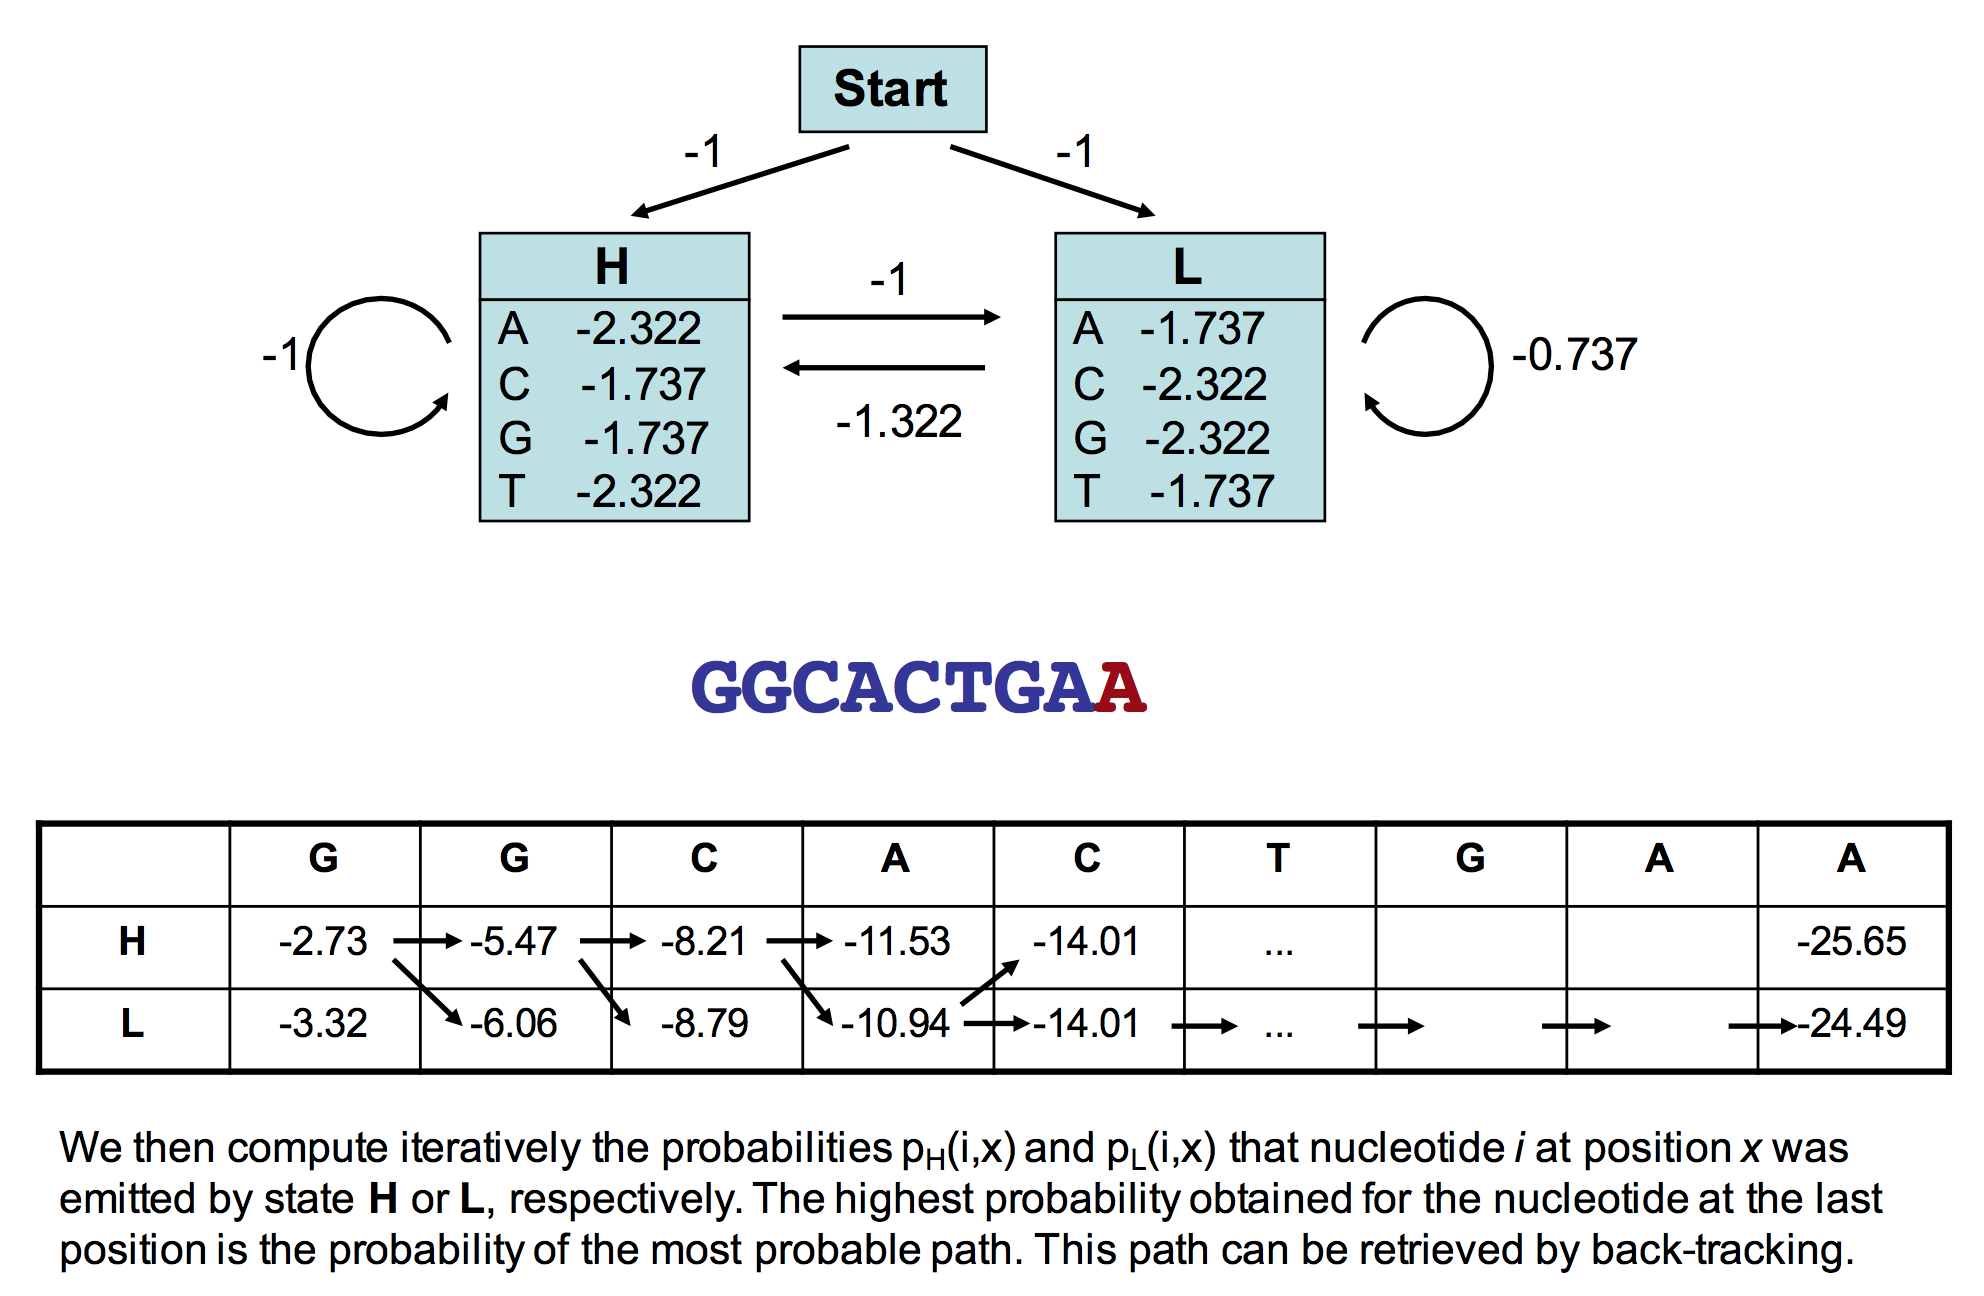 Start
-1 -1
H L
-1
A -2.322 A -1.737
-1 -0.737
C -1.737 C -2.322
-1.322
G -1.737 G -2.322
T -2.322 T -1.737
GGCACTGAA
G G C A C T G A A
H -2.73 -5.47 -8.21 -11.53 -14.01 ... -25.65
L -3.32 -6.06 -8.79 -10.94 -14.01 ... -24.49
We then compute iteratively the probabilities pH(i,x) and pL(i,x) that nucleotide i at position x was
emitted by state H or L, respectively. The highest probability obtained for the nucleotide at the last
position is the probability of the most probable path. This path can be retrieved by back-tracking.